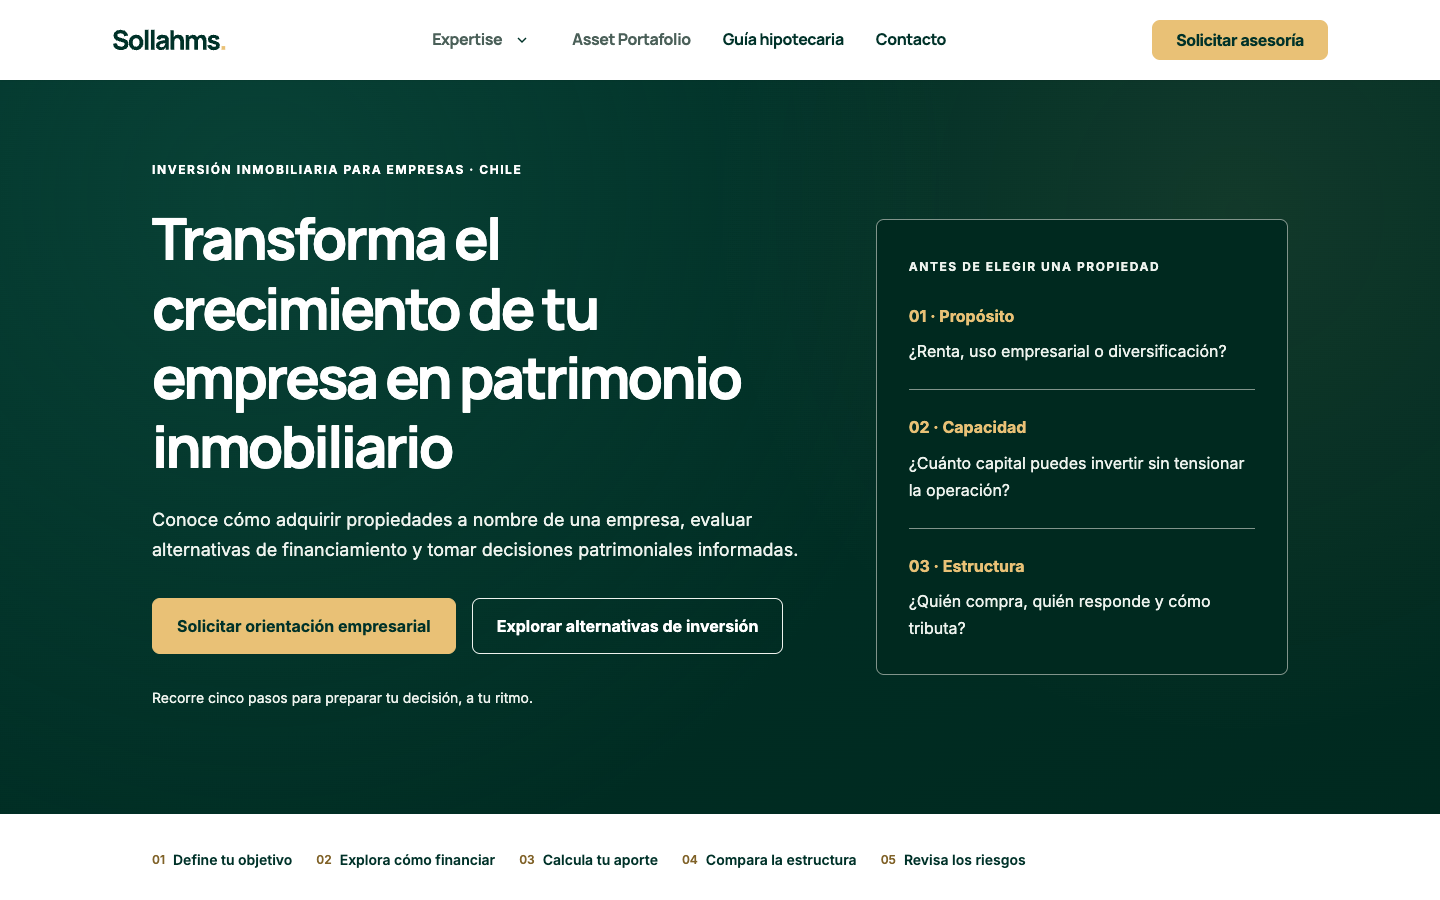 Sollahms.
Expertise
Asset Portafolio
Guía hipotecaria
Contacto
Solicitar asesoría
INVERSIÓN INMOBILIARIA PARA EMPRESAS · CHILE
Transforma el
crecimiento de tu
empresa en patrimonio
inmobiliario
Conoce cómo adquirir propiedades a nombre de una empresa, evaluar
alternativas de financiamiento y tomar decisiones patrimoniales informadas.
Solicitar orientación empresarial
Explorar alternativas de inversión
Recorre cinco pasos para preparar tu decisión, a tu ritmo.
ANTES DE ELEGIR UNA PROPIEDAD
01 · Propósito
¿Renta, uso empresarial o diversificación?
02 · Capacidad
¿Cuánto capital puedes invertir sin tensionar
la operación?
03 · Estructura
¿Quién compra, quién responde y cómo
tributa?
01 Define tu objetivo
02 Explora cómo financiar
03 Calcula tu aporte
04 Compara la estructura
05 Revisa los riesgos